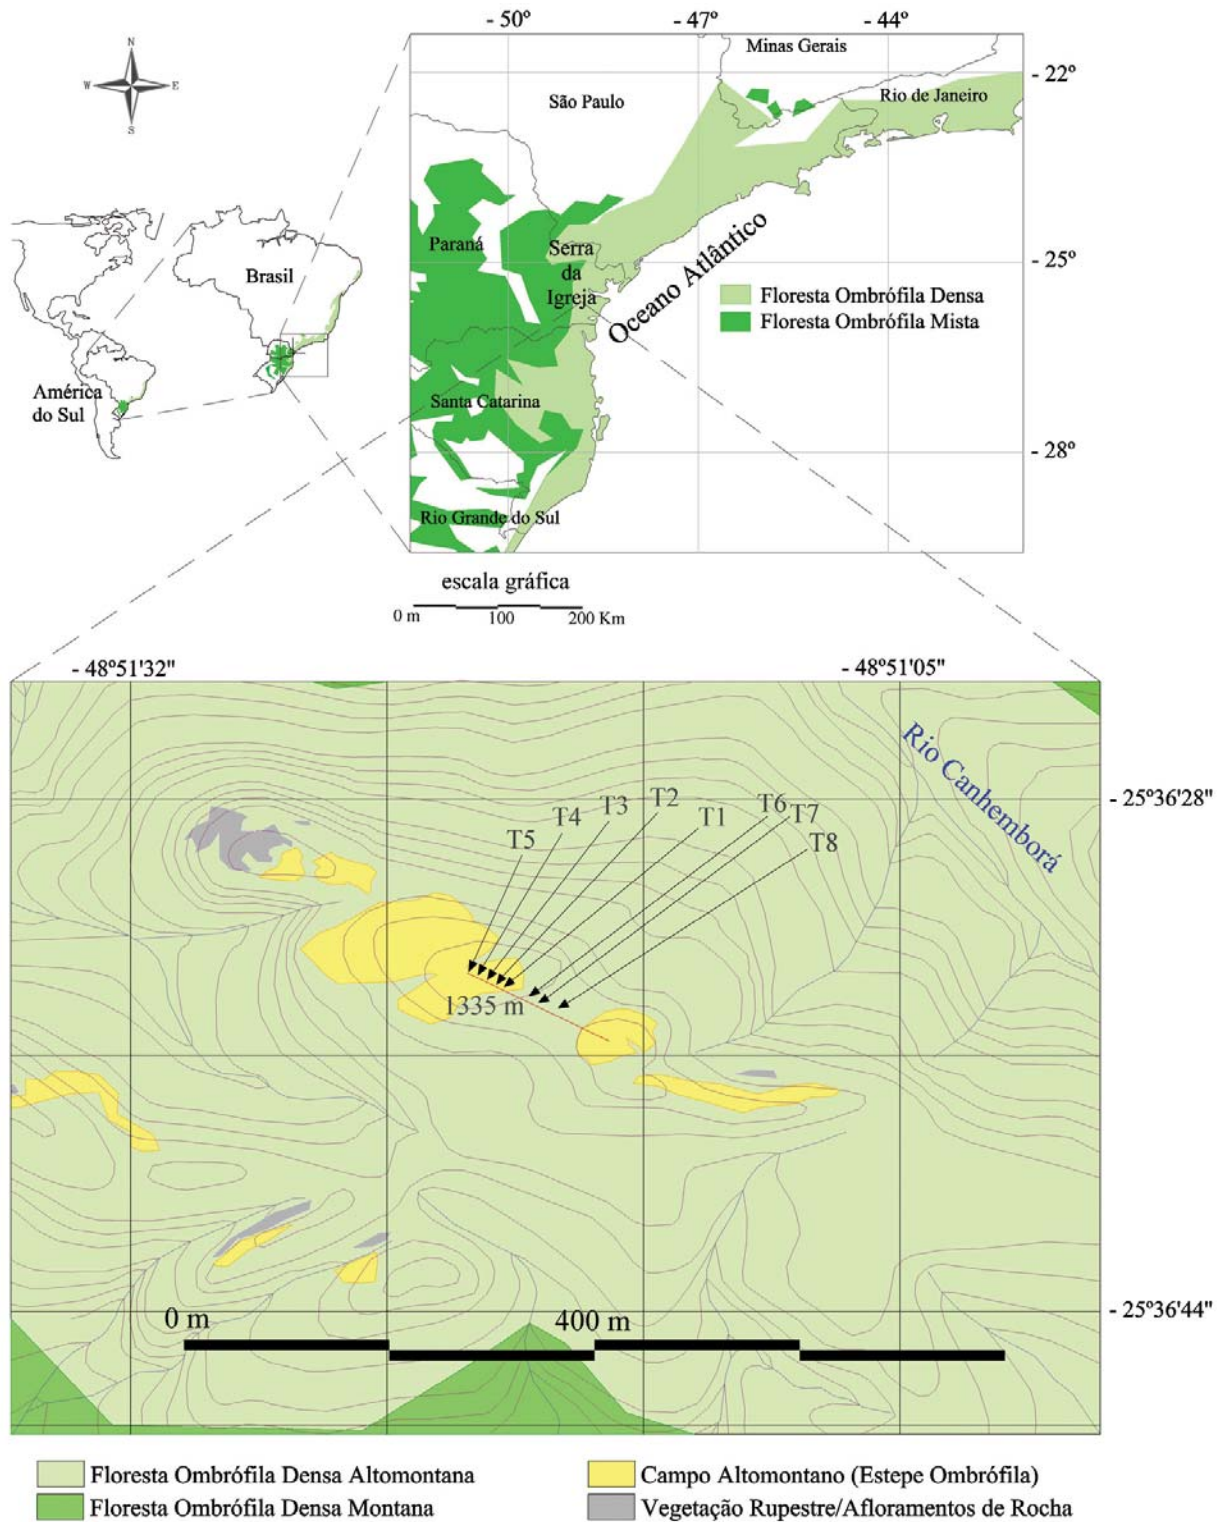 - 50º
- 47º
- 44º
N
W
E
S
Minas Gerais
- 22º
São Paulo
Rio de Janeiro
Paraná
Serra
da
Igreja
Oceano Atlântico
- 25º
Brasil
Floresta Ombrófila Densa
Floresta Ombrófila Mista
América
do Sul
Santa Catarina
- 28º
Rio Grande do Sul
escala gráfica
0 m
100
200 Km
- 48º51'32"
- 48º51'05"
Rio Canhemborá
- 25º36'28"
T5
T4
T3
T2
T1
T6
T7
T8
1335 m
- 25º36'44"
0 m
400 m
Floresta Ombrófila Densa Altomontana
Floresta Ombrófila Densa Montana
Campo Altomontano (Estepe Ombrófila)
Vegetação Rupestre/Afloramentos de Rocha